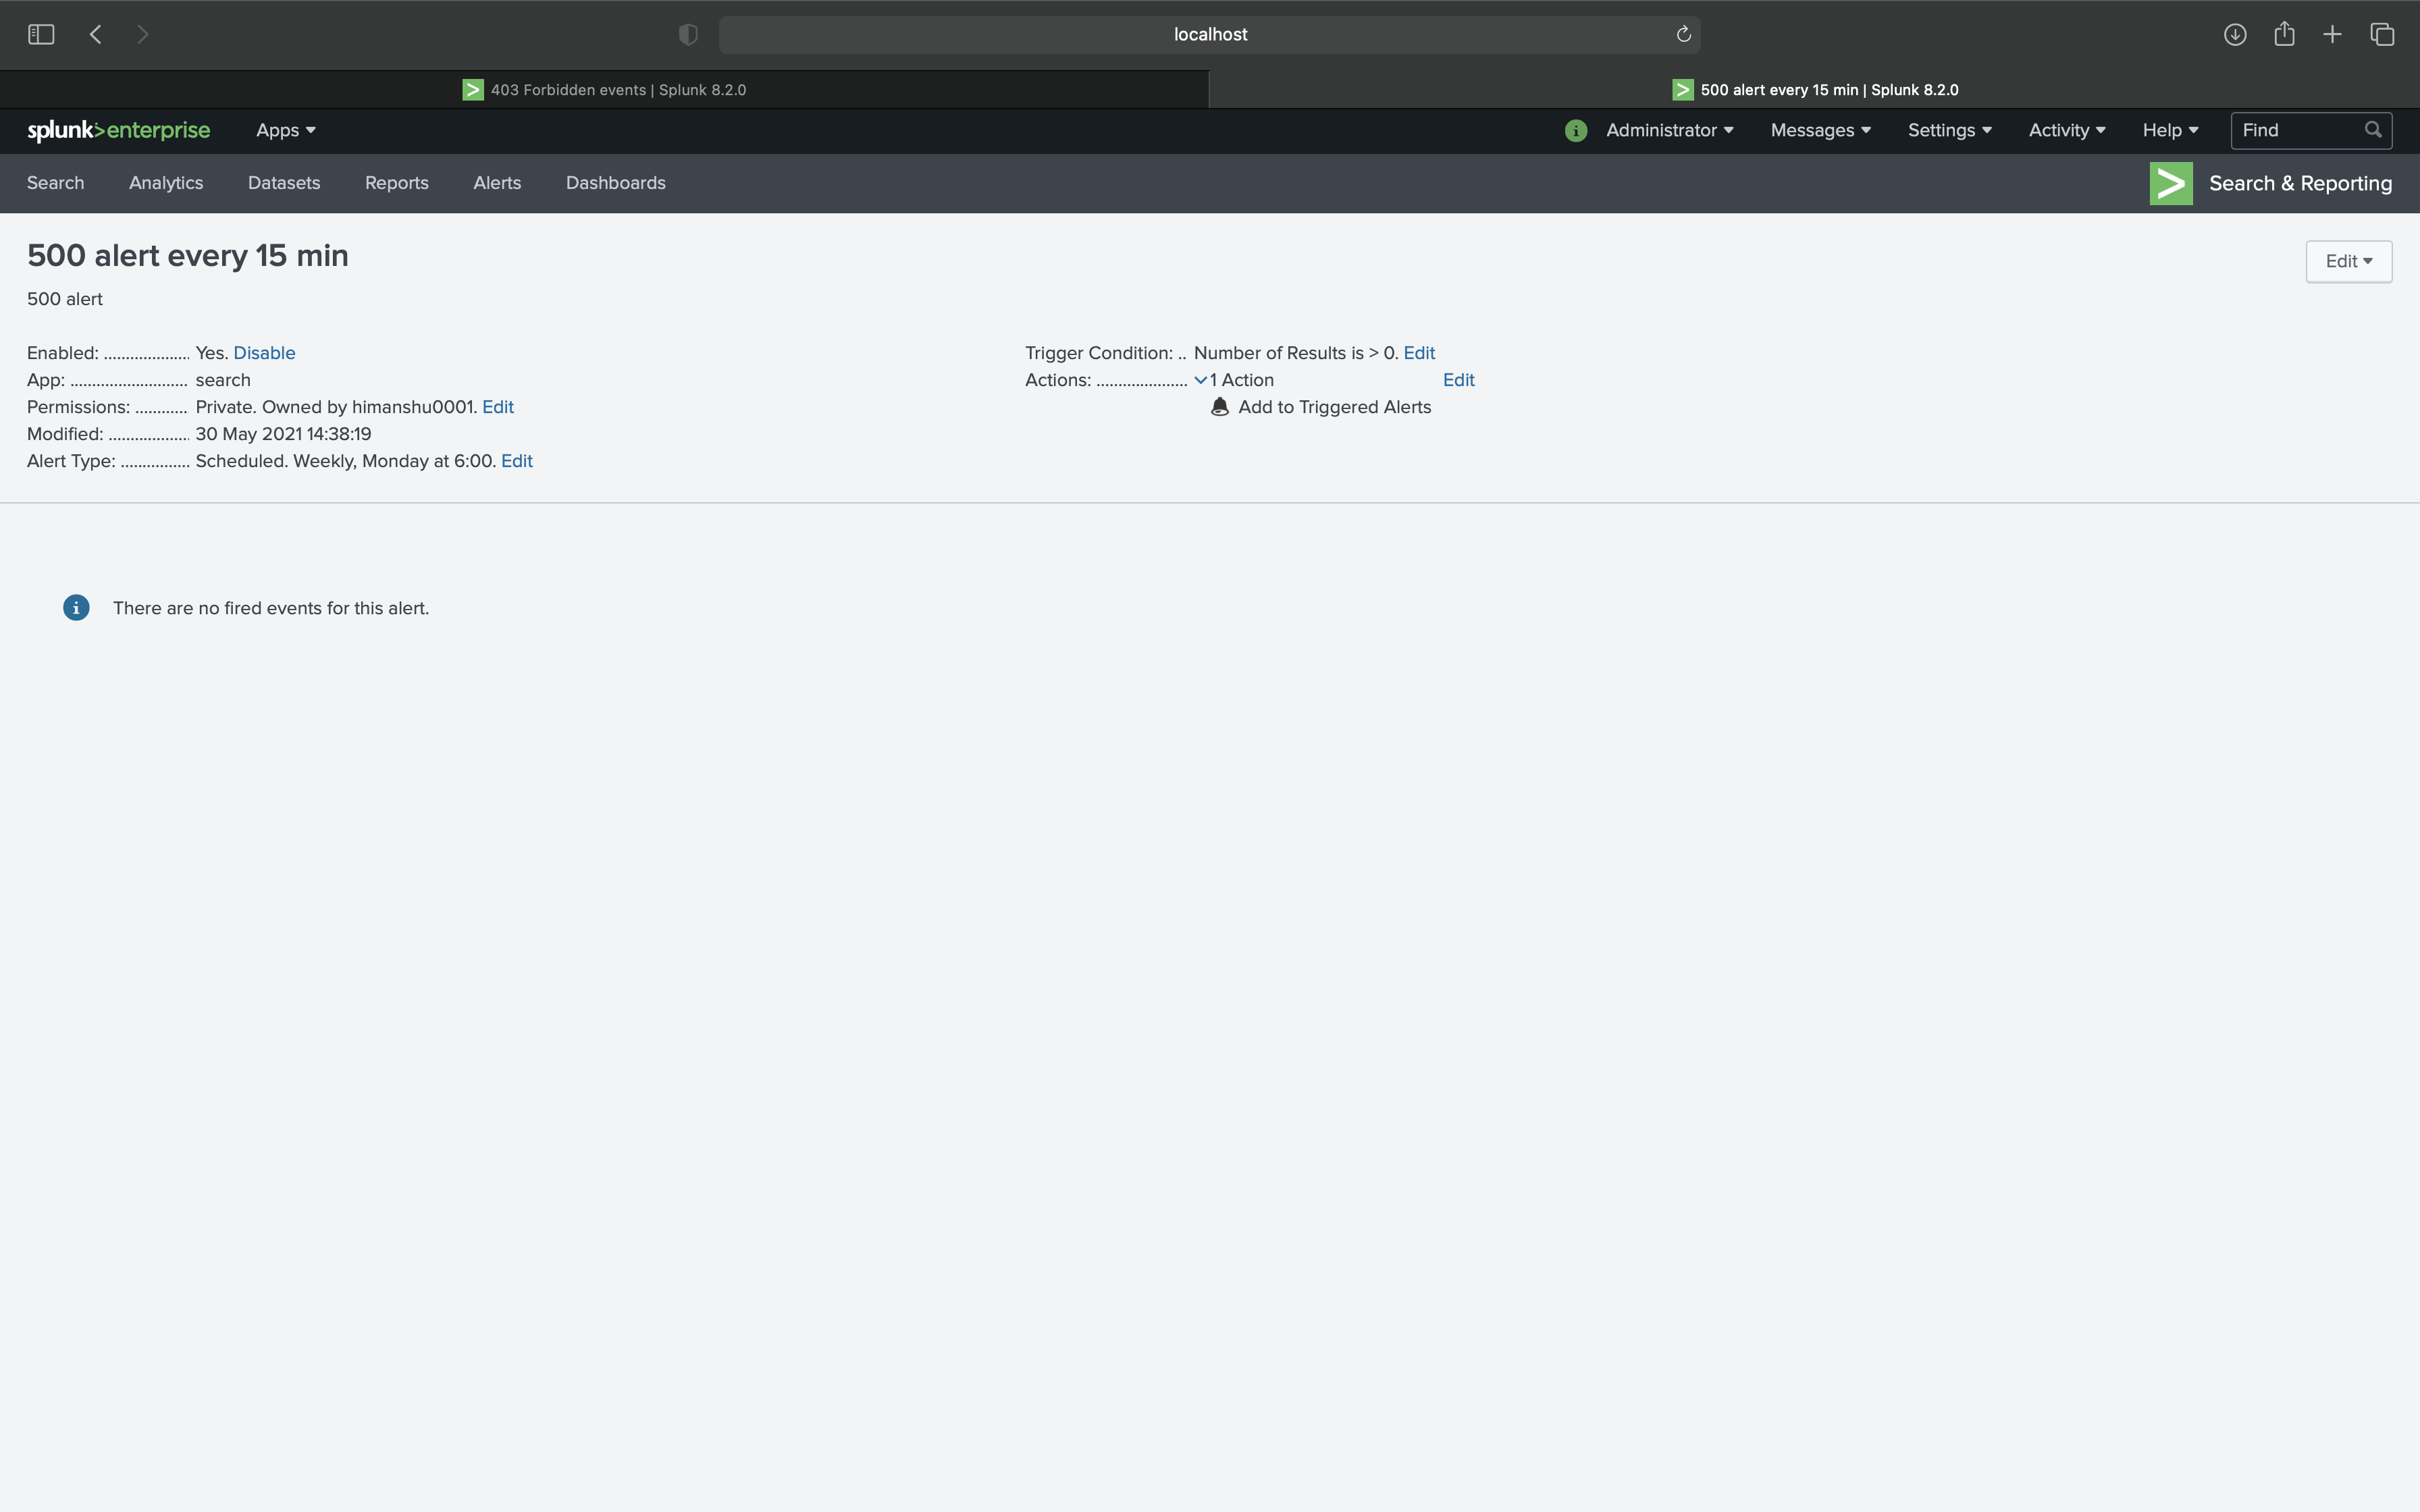 localhost
403 Forbidden events | Splunk 8.2.0
500 alert every 15 min | Splunk 8.2.0
splunk>enterprise Apps Administrator Messages Settings Activity Help Find
Search Analytics Datasets Reports Alerts Dashboards Search & Reporting
500 alert every 15 min
Edit
500 alert
Enabled: ................... Yes. Disable
App: .......................... search
Permissions: ............ Private. Owned by himanshu0001. Edit
Modified: .................. 30 May 2021 14:38:19
Alert Type: ............... Scheduled. Weekly, Monday at 6:00. Edit
Trigger Condition: .. Number of Results is > 0. Edit
Actions: .................... 1 Action Edit
Add to Triggered Alerts
There are no fired events for this alert.